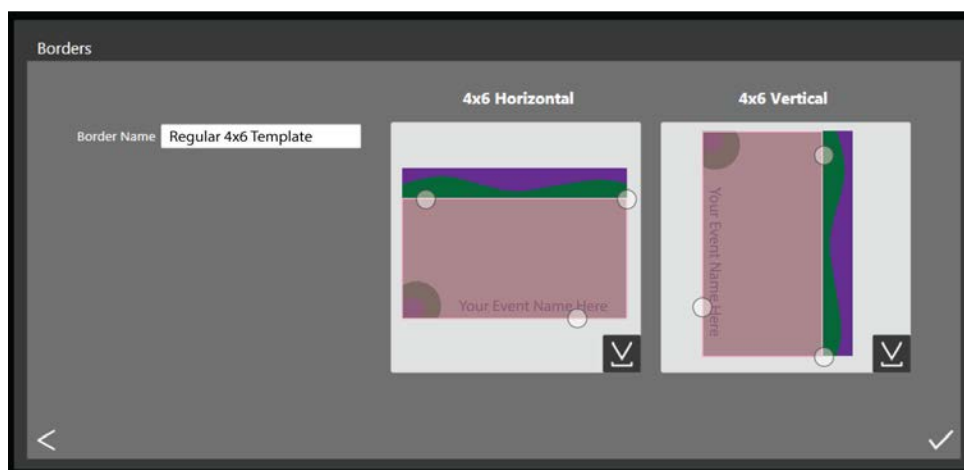 Borders
4x6 Horizontal
4x6 Vertical
Border Name
Regular 4x6 Template
Your Event Name Here
Your Event Name Here